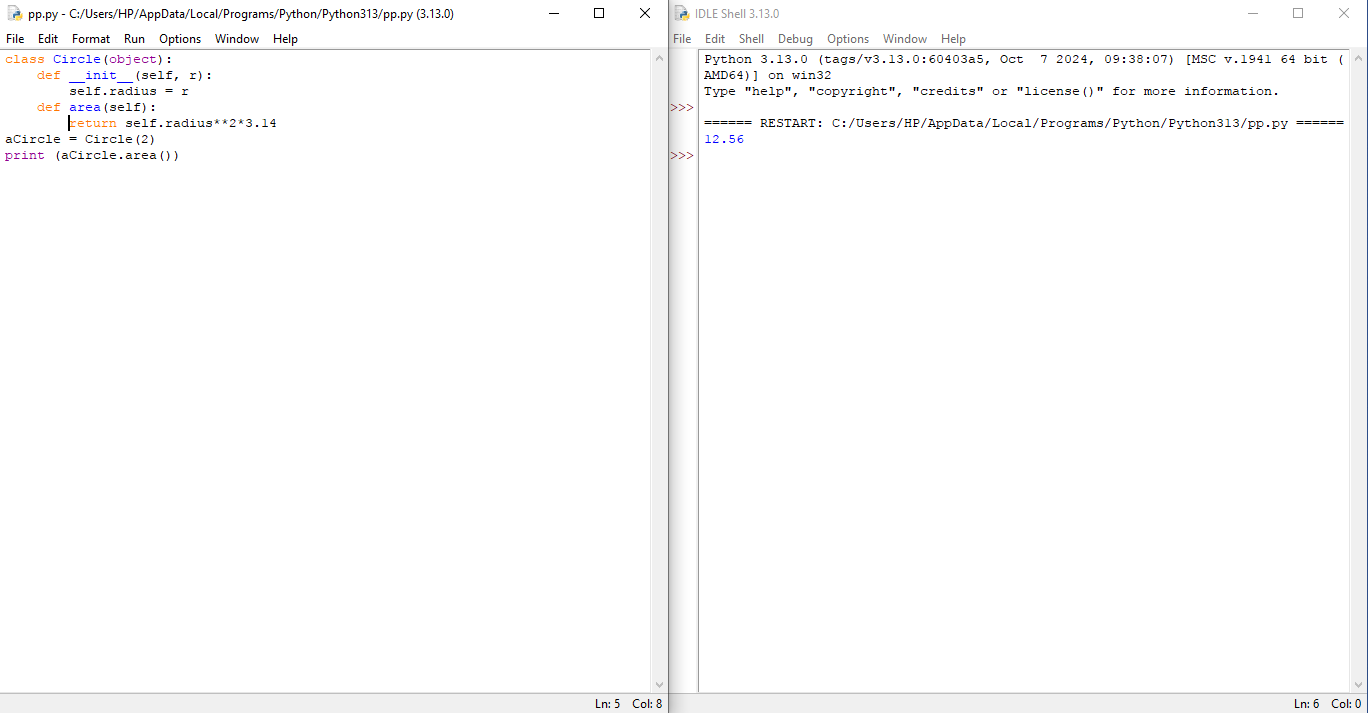 pp.py - C:/Users/HP/AppData/Local/Programs/Python/Python313/pp.py (3.13.0)
File Edit Format Run Options Window Help
class Circle(object):
    def __init__(self, r):
        self.radius = r
    def area(self):
        return self.radius**2*3.14
aCircle = Circle(2)
print (aCircle.area())
Ln: 5 Col: 8
IDLE Shell 3.13.0
File Edit Shell Debug Options Window Help
Python 3.13.0 (tags/v3.13.0:60403a5, Oct  7 2024, 09:38:07) [MSC v.1941 64 bit (
AMD64)] on win32
Type "help", "copyright", "credits" or "license()" for more information.
>>>
====== RESTART: C:/Users/HP/AppData/Local/Programs/Python/Python313/pp.py ======
12.56
>>>
Ln: 6 Col: 0